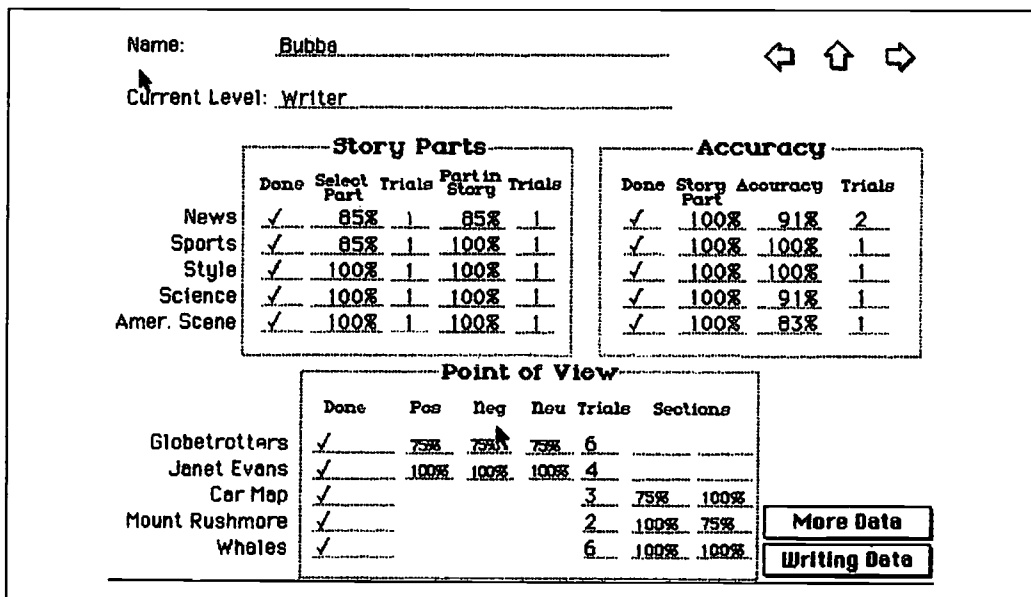 Name: Bubba
Current Level: Writer
Story Parts Accuracy
Done Select Part Trials Part in Story Trials Done Story Part Accuracy Trials
News ✓ 85% 1 85% 1 ✓ 100% 91% 2
Sports ✓ 85% 1 100% 1 ✓ 100% 100% 1
Style ✓ 100% 1 100% 1 ✓ 100% 100% 1
Science ✓ 100% 1 100% 1 ✓ 100% 91% 1
Amer. Scene ✓ 100% 1 100% 1 ✓ 100% 83% 1
Point of View
Done Pos Neg Neu Trials Sections
Globetrotters ✓ 75% 75% 75% 6
Janet Evans ✓ 100% 100% 100% 4
Car Map ✓ 3 75% 100%
Mount Rushmore ✓ 2 100% 75%
Whales ✓ 6 100% 100%
More Data
Writing Data